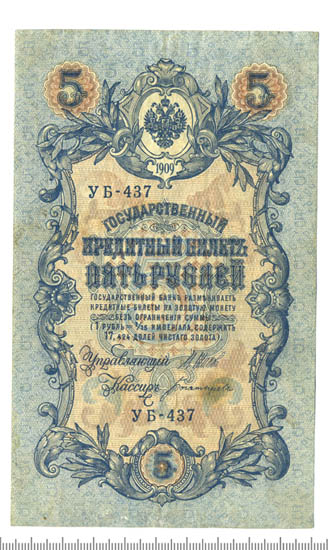 5 5
1909
УБ-437
ГОСУДАРСТВЕННЫЙ
КРЕДИТНЫЙ БИЛЕТЪ
ПЯТЬ РУБЛЕЙ
ГОСУДАРСТВЕННЫЙ БАНКЪ РАЗМѢНИВАЕТЪ
КРЕДИТНЫЕ БИЛЕТЫ НА ЗОЛОТУЮ МОНЕТУ
БЕЗЪ ОГРАНИЧЕНІЯ СУММЫ
(1 РУБЛЬ = 1/15 ИМПЕРІАЛА, СОДЕРЖИТЪ
17,424 ДОЛЕЙ ЧИСТАГО ЗОЛОТА)
Управляющій
Кассиръ
УБ-437
5